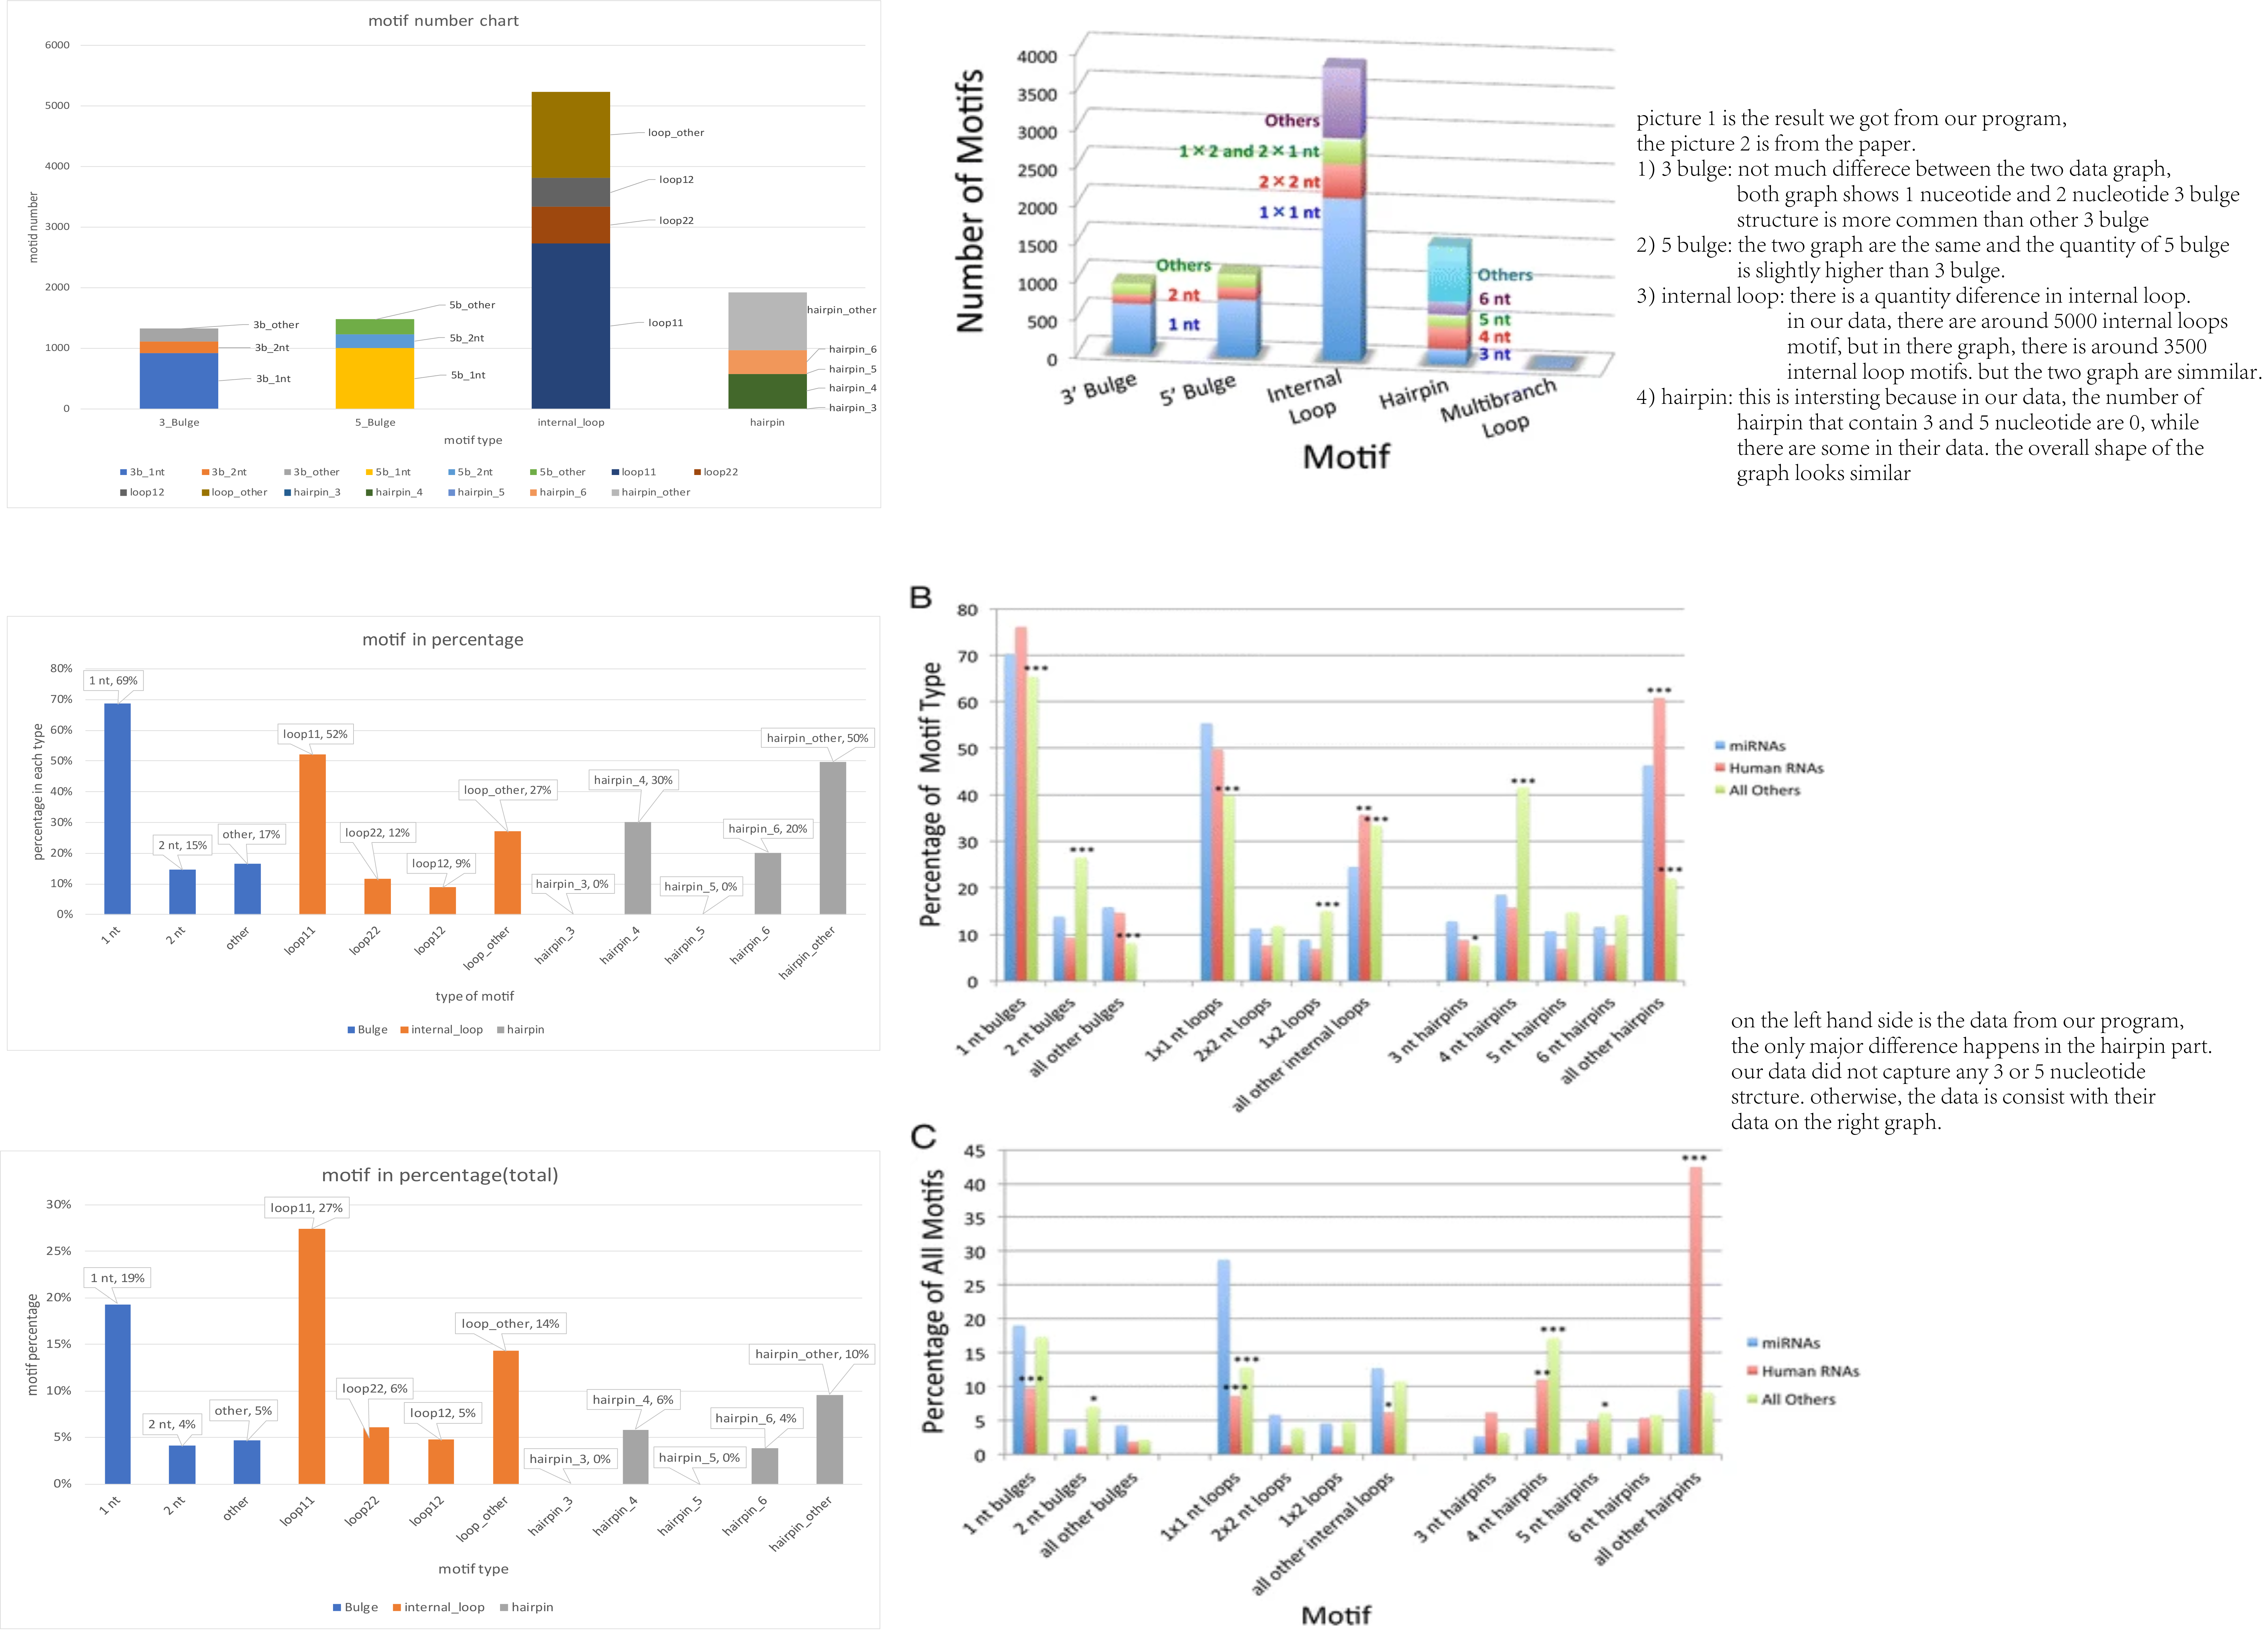 motif number chart
6000
5000
4000
3000
2000
1000
0
motid number
loop_other
loop12
loop22
loop11
3b_other
3b_2nt
3b_1nt
5b_other
5b_2nt
5b_1nt
hairpin_other
hairpin_6
hairpin_5
hairpin_4
hairpin_3
3_Bulge
5_Bulge
internal_loop
hairpin
motif type
3b_1nt 3b_2nt 3b_other 5b_1nt 5b_2nt 5b_other loop11 loop22
loop12 loop_other hairpin_3 hairpin_4 hairpin_5 hairpin_6 hairpin_other
Number of Motifs
4000
3500
3000
2500
2000
1500
1000
500
0
Others
1×2 and 2×1 nt
2×2 nt
1×1 nt
Others
2 nt
1 nt
Others
6 nt
5 nt
4 nt
3 nt
3' Bulge
5' Bulge
Internal
Loop
Hairpin
Multibranch
Loop
Motif
picture 1 is the result we got from our program,
the picture 2 is from the paper.
1) 3 bulge: not much differece between the two data graph,
both graph shows 1 nuceotide and 2 nucleotide 3 bulge
structure is more commen than other 3 bulge
2) 5 bulge: the two graph are the same and the quantity of 5 bulge
is slightly higher than 3 bulge.
3) internal loop: there is a quantity diference in internal loop.
in our data, there are around 5000 internal loops
motif, but in there graph, there is around 3500
internal loop motifs. but the two graph are simmilar.
4) hairpin: this is intersting because in our data, the number of
hairpin that contain 3 and 5 nucleotide are 0, while
there are some in their data. the overall shape of the
graph looks similar
motif in percentage
80%
70%
60%
50%
40%
30%
20%
10%
0%
percentage in each type
1 nt, 69%
2 nt, 15%
other, 17%
loop11, 52%
loop22, 12%
loop12, 9%
loop_other, 27%
hairpin_3, 0%
hairpin_4, 30%
hairpin_5, 0%
hairpin_6, 20%
hairpin_other, 50%
1 nt
2 nt
other
loop11
loop22
loop12
loop_other
hairpin_3
hairpin_4
hairpin_5
hairpin_6
hairpin_other
type of motif
Bulge internal_loop hairpin
B
Percentage of Motif Type
80
70
60
50
40
30
20
10
0
***
***
***
***
***
**
***
*
***
***
***
1 nt bulges
2 nt bulges
all other bulges
1x1 nt loops
2x2 nt loops
1x2 loops
all other internal loops
3 nt hairpins
4 nt hairpins
5 nt hairpins
6 nt hairpins
all other hairpins
miRNAs
Human RNAs
All Others
on the left hand side is the data from our program,
the only major difference happens in the hairpin part.
our data did not capture any 3 or 5 nucleotide
strcture. otherwise, the data is consist with their
data on the right graph.
motif in percentage(total)
30%
25%
20%
15%
10%
5%
0%
motif percentage
1 nt, 19%
2 nt, 4%
other, 5%
loop11, 27%
loop22, 6%
loop12, 5%
loop_other, 14%
hairpin_3, 0%
hairpin_4, 6%
hairpin_5, 0%
hairpin_6, 4%
hairpin_other, 10%
1 nt
2 nt
other
loop11
loop22
loop12
loop_other
hairpin_3
hairpin_4
hairpin_5
hairpin_6
hairpin_other
motif type
Bulge internal_loop hairpin
C
Percentage of All Motifs
45
40
35
30
25
20
15
10
5
0
***
*
***
***
*
**
***
*
***
1 nt bulges
2 nt bulges
all other bulges
1x1 nt loops
2x2 nt loops
1x2 loops
all other internal loops
3 nt hairpins
4 nt hairpins
5 nt hairpins
6 nt hairpins
all other hairpins
Motif
miRNAs
Human RNAs
All Others